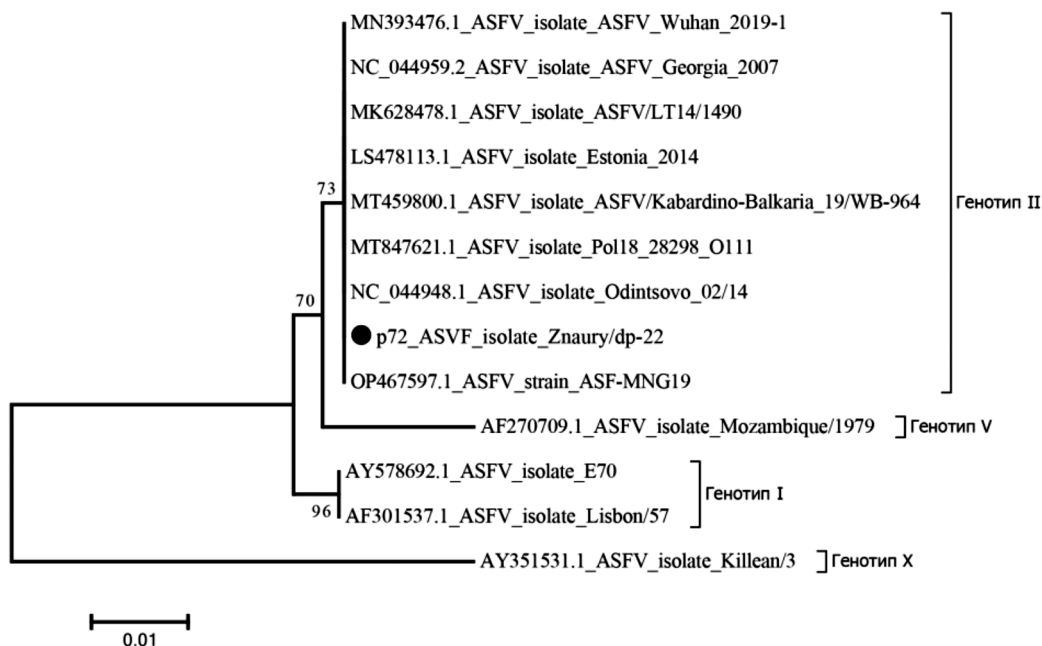 MN393476.1_ASFV_isolate_ASFV_Wuhan_2019-1
NC_044959.2_ASFV_isolate_ASFV_Georgia_2007
MK628478.1_ASFV_isolate_ASFV/LT14/1490
LS478113.1_ASFV_isolate_Estonia_2014
73
MT459800.1_ASFV_isolate_ASFV/Kabardino-Balkaria_19/WB-964
Генотип II
MT847621.1_ASFV_isolate_Pol18_28298_O111
70
NC_044948.1_ASFV_isolate_Odintsovo_02/14
p72_ASVF_isolate_Znaury/dp-22
OP467597.1_ASFV_strain_ASF-MNG19
AF270709.1_ASFV_isolate_Mozambique/1979
Генотип V
AY578692.1_ASFV_isolate_E70
Генотип I
96
AF301537.1_ASFV_isolate_Lisbon/57
AY351531.1_ASFV_isolate_Killean/3
Генотип X
0.01